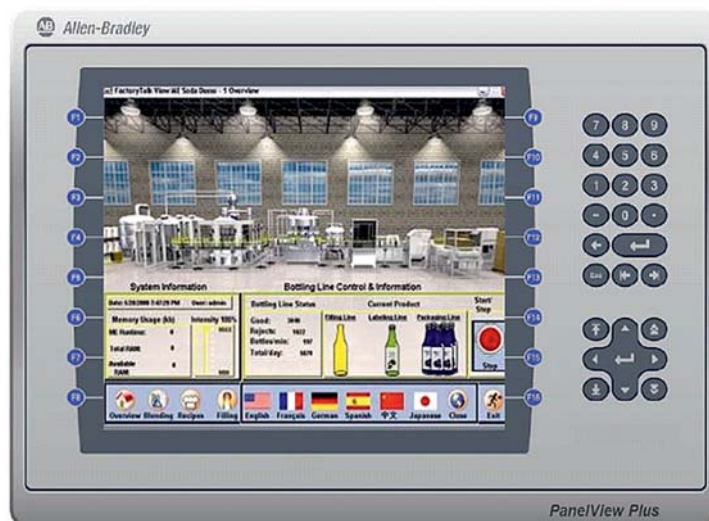 AB Allen-Bradley
FactoryTalk View ME Soda Demo - 1 Overview
F1
F2
F3
F4
F5
F6
F7
F8
F9
F10
F11
F12
F13
F14
F15
F16
7 8 9
4 5 6
1 2 3
- 0 .
Esc
System Information
Bottling Line Control & Information
User: admin
Memory Usage (kb)
Intensity 100%
ME Runtime: 0
Total RAM: 0
Available 0
RAM:
Bottling Line Status
Current Product
Good:
Rejects:
Bottles/min:
Total/day:
Filling Line
Labeling Line
Packaging Line
Start/
Stop
Stop
Overview Blending Recipes Filling
English Français German Spanish 中文 Japanese Close
Exit
PanelView Plus